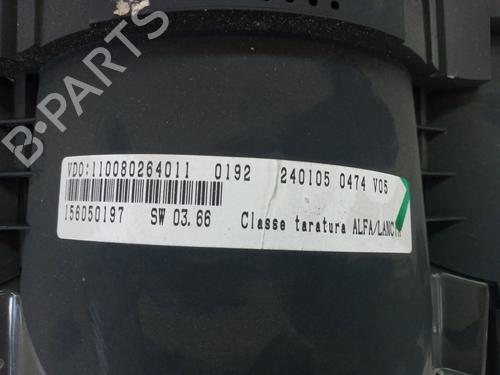 B-PARTS
VDO:110080264011 0192 240105 0474 V05
156050197 SW 03.66 Classe taratura ALFA/LANCIA